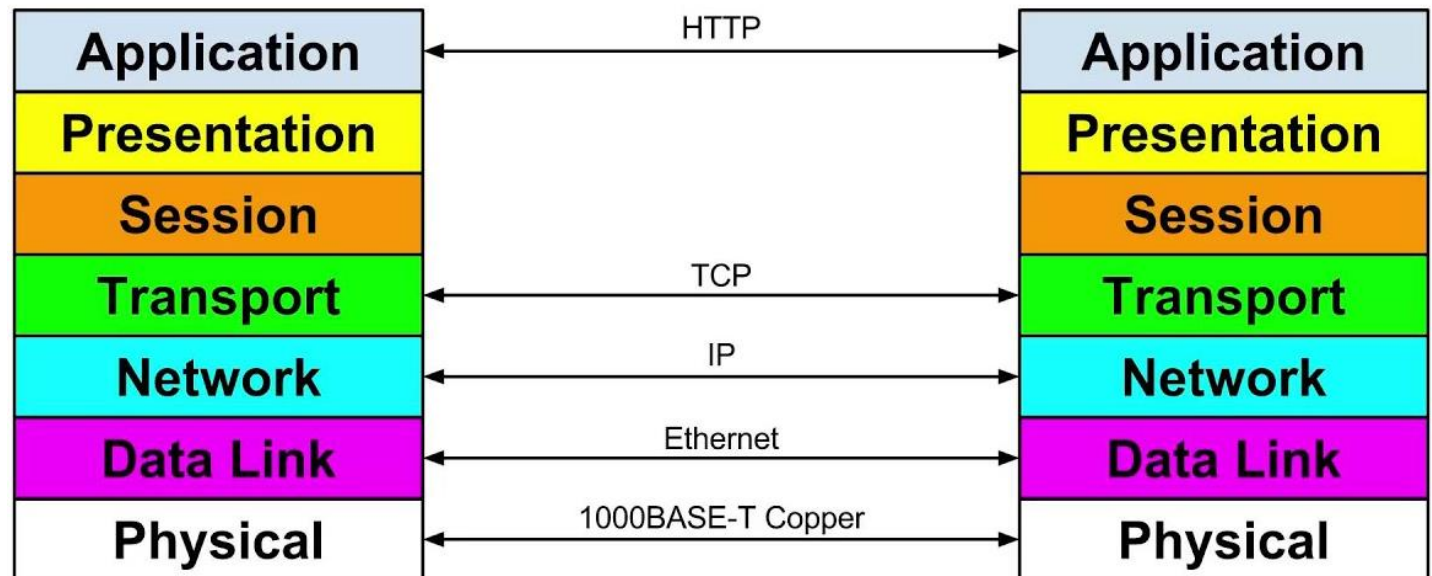 Application HTTP Application
Presentation Presentation
Session Session
Transport TCP Transport
Network IP Network
Data Link Ethernet Data Link
Physical 1000BASE-T Copper Physical